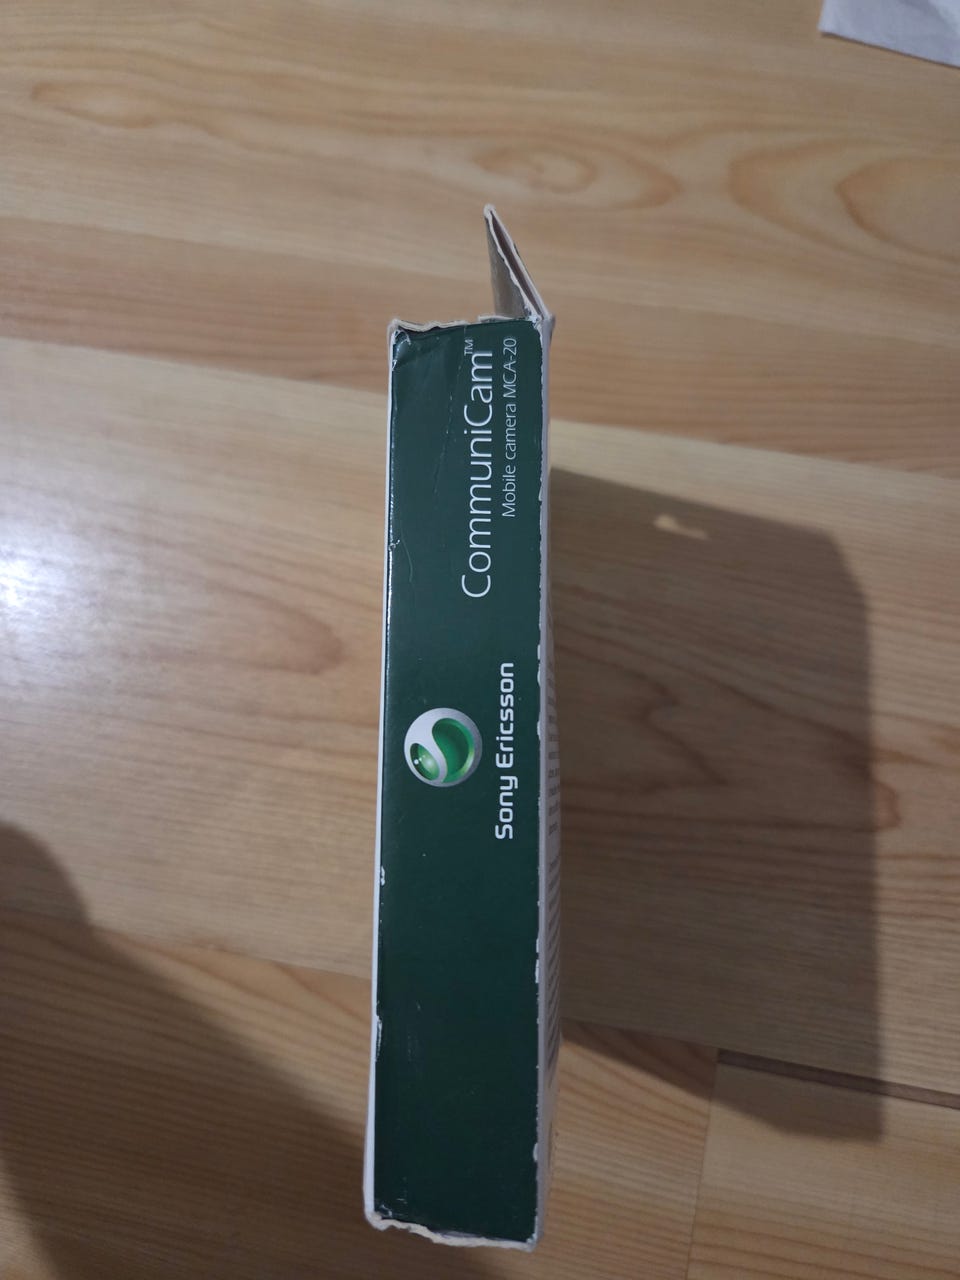 CommuniCam™
Mobile camera MCA-20
Sony Ericsson